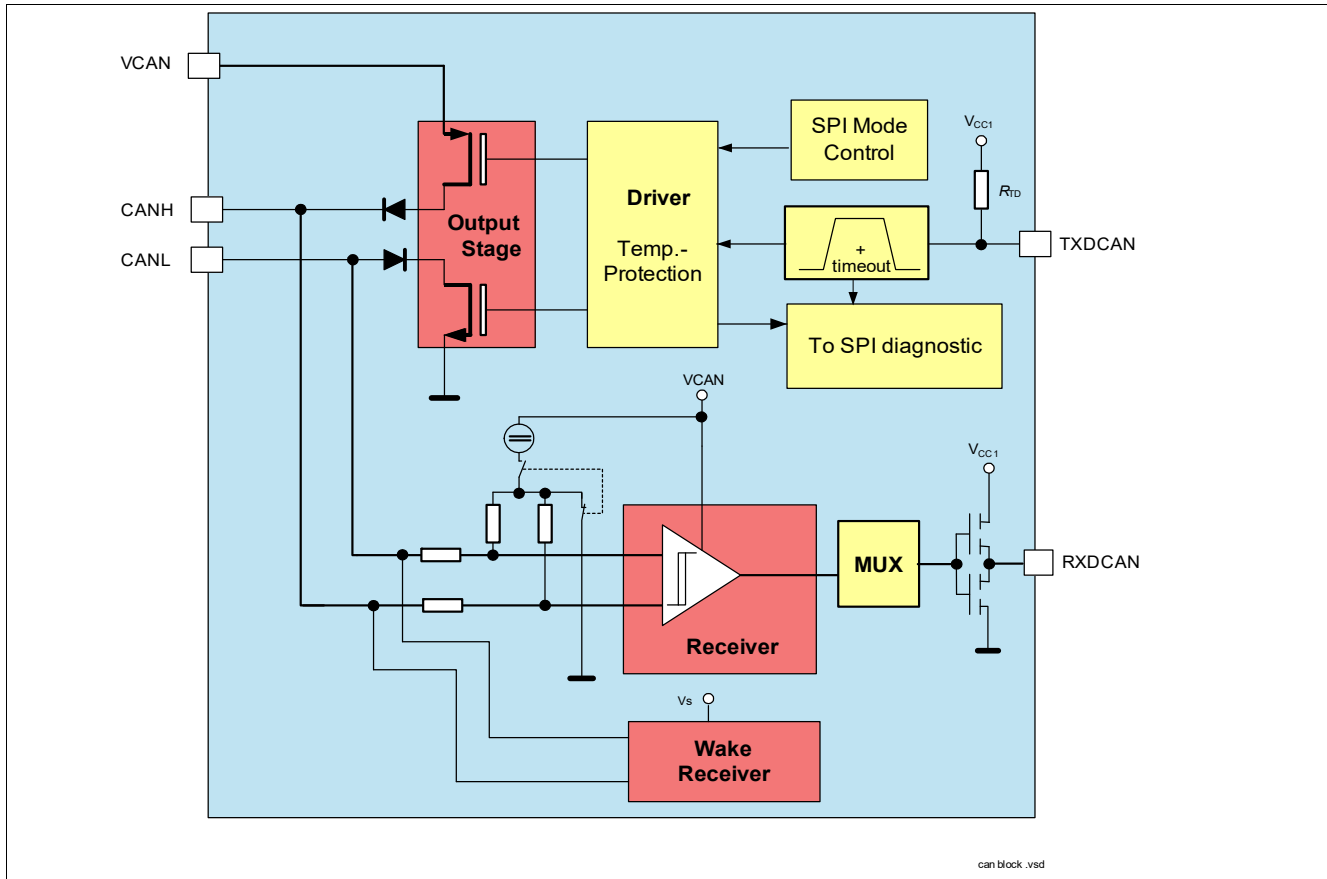 VCAN
CANH
CANL
Output
Stage
Driver
Temp.-
Protection
SPI Mode
Control
VCC1
RTD
+
timeout
TXDCAN
To SPI diagnostic
VCAN
VCC1
MUX
RXDCAN
Receiver
Vs
Wake
Receiver
can block .vsd